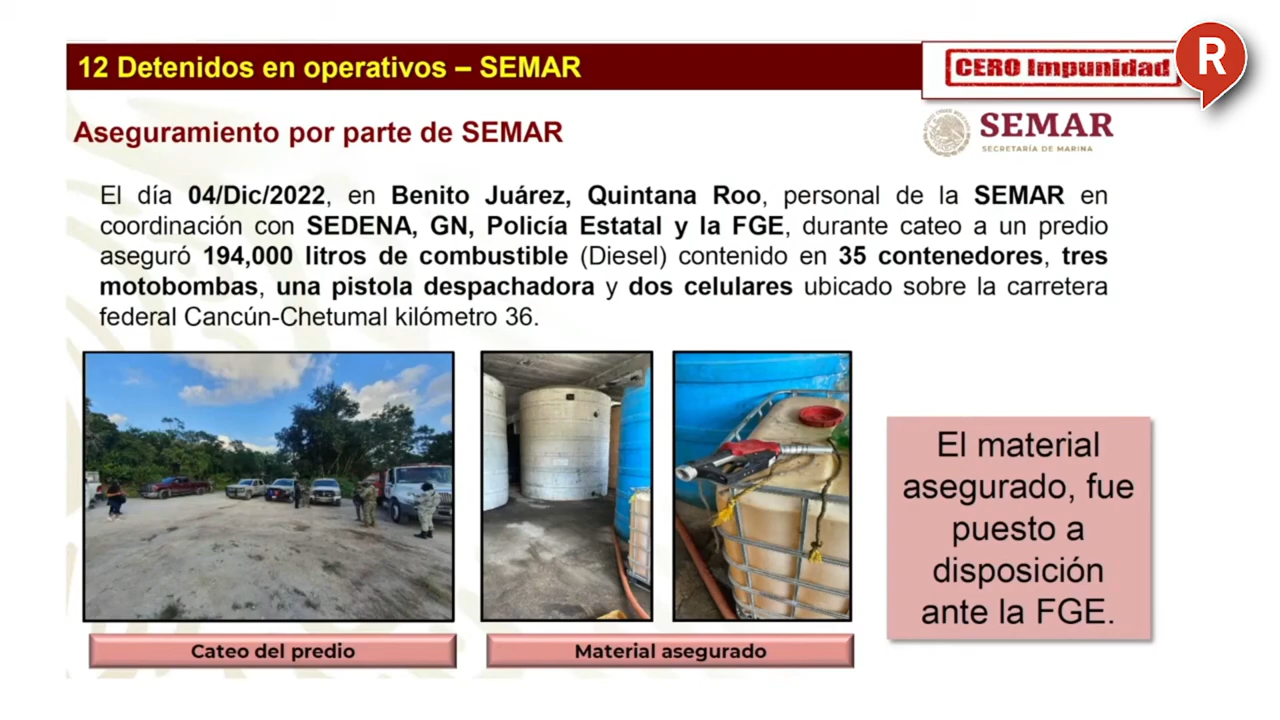 12 Detenidos en operativos – SEMAR
CERO Impunidad
R
Aseguramiento por parte de SEMAR
SEMAR
SECRETARÍA DE MARINA
El día 04/Dic/2022, en Benito Juárez, Quintana Roo, personal de la SEMAR en
coordinación con SEDENA, GN, Policía Estatal y la FGE, durante cateo a un predio
aseguró 194,000 litros de combustible (Diesel) contenido en 35 contenedores, tres
motobombas, una pistola despachadora y dos celulares ubicado sobre la carretera
federal Cancún-Chetumal kilómetro 36.
El material
asegurado, fue
puesto a
disposición
ante la FGE.
Cateo del predio
Material asegurado